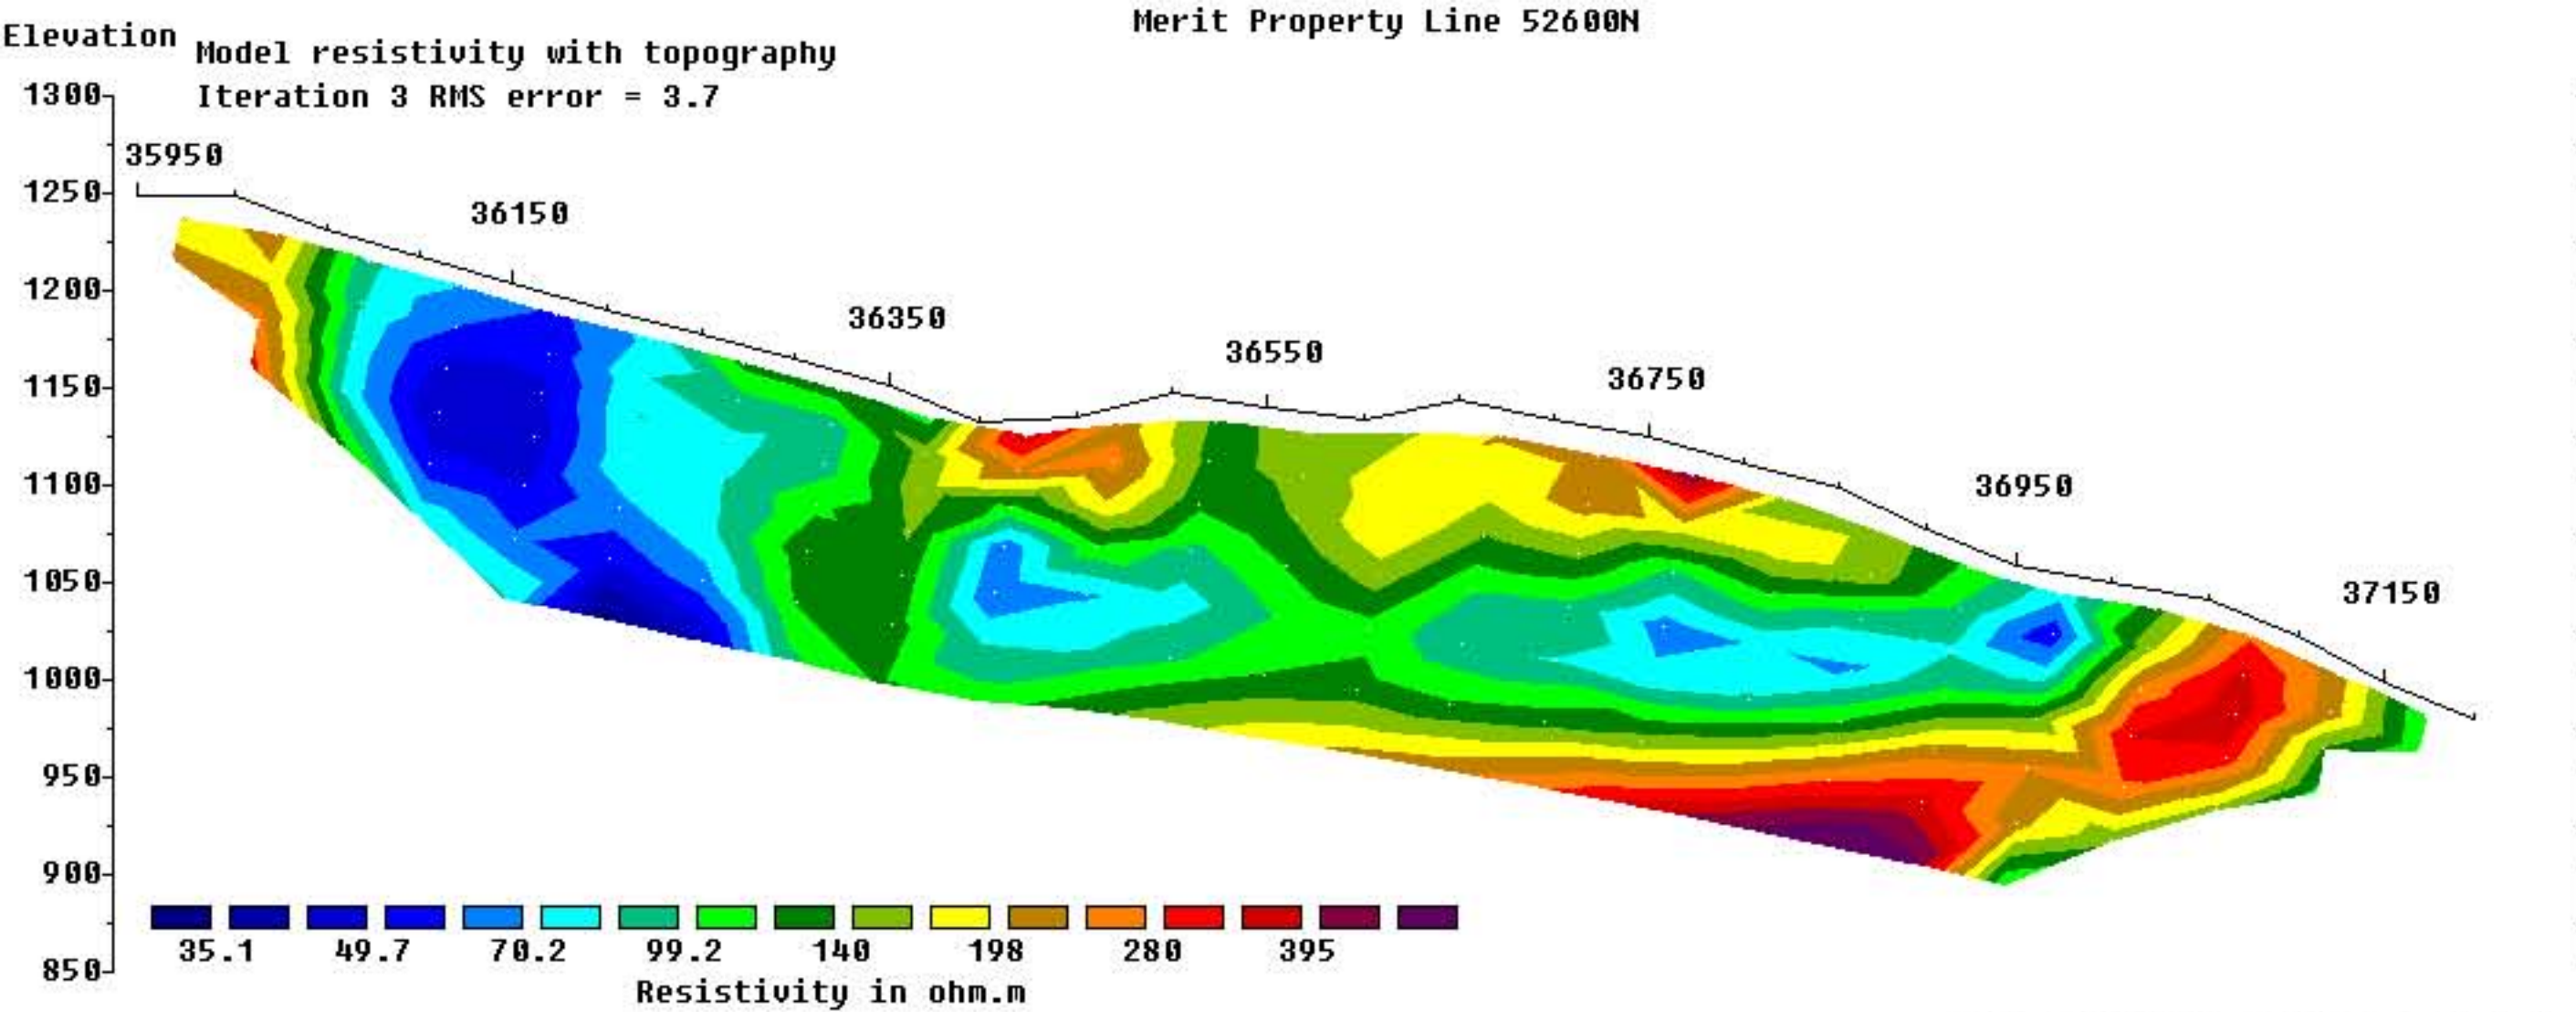 Merit Property Line 52600N
Elevation
Model resistivity with topography
Iteration 3 RMS error = 3.7
1300
35950
1250
36150
1200
36350
36550
1150
36750
1100
36950
1050
37150
1000
950
900
35.1 49.7 70.2 99.2 140 198 280 395
850
Resistivity in ohm.m